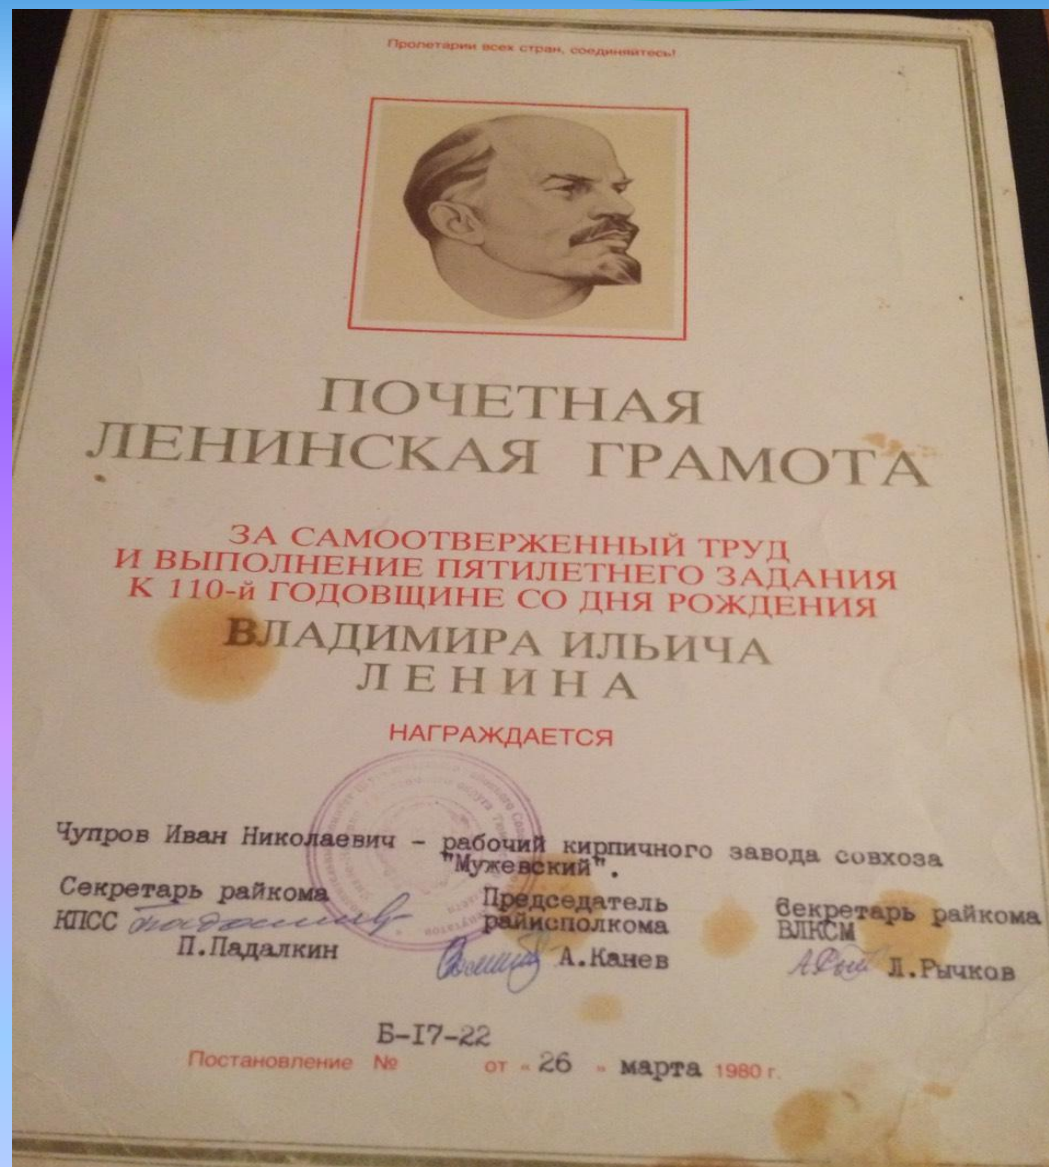 Пролетарии всех стран, соединяйтесь!
ПОЧЕТНАЯ
ЛЕНИНСКАЯ ГРАМОТА
ЗА САМООТВЕРЖЕННЫЙ ТРУД
И ВЫПОЛНЕНИЕ ПЯТИЛЕТНЕГО ЗАДАНИЯ
К 110-й ГОДОВЩИНЕ СО ДНЯ РОЖДЕНИЯ
ВЛАДИМИРА ИЛЬИЧА
ЛЕНИНА
НАГРАЖДАЕТСЯ
Чупров Иван Николаевич - рабочий кирпичного завода совхоза
"Мужевский".
Секретарь райкома Председатель Секретарь райкома
КПСС райисполкома ВЛКСМ
П.Падалкин А.Канев Л.Рычков
Б-I7-22
Постановление № от « 26 » марта 1980 г.